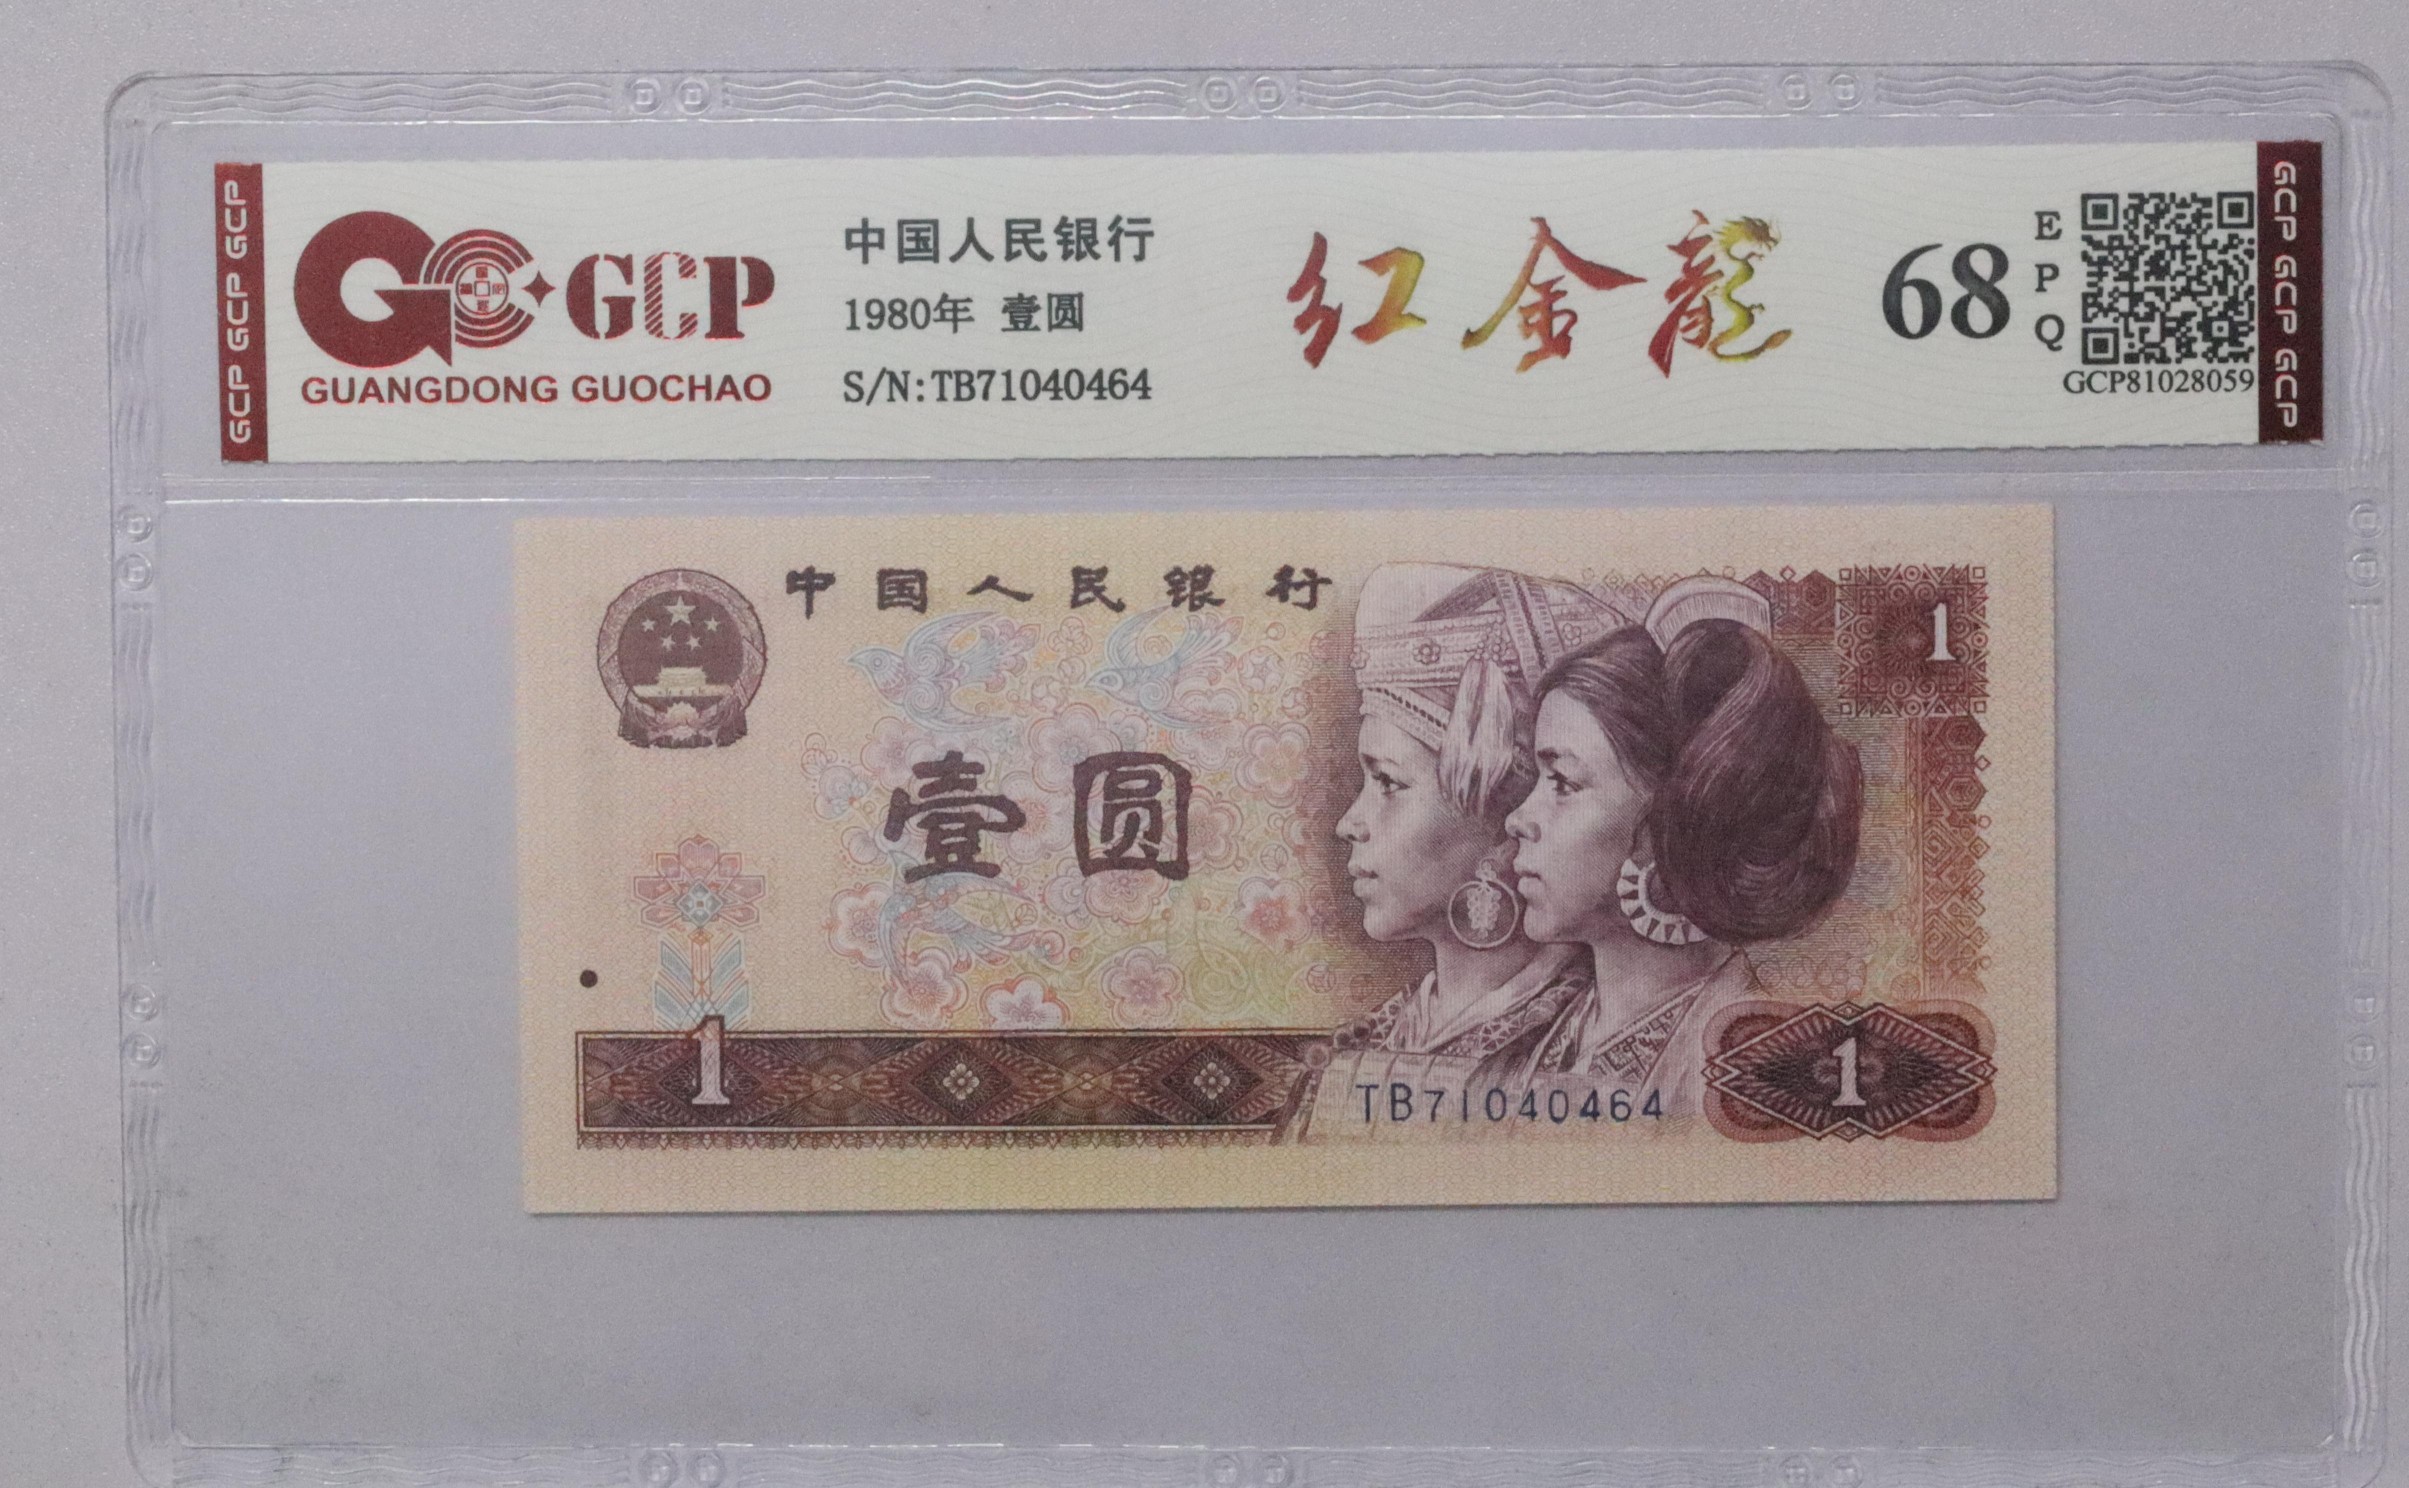 GCP GCP GCP
GCP
GUANGDONG GUOCHAO
中国人民银行
1980年 壹圆
S/N:TB71040464
红金龍
68
E
P
Q
GCP81028059
GCP GCP GCP
中国人民银行
1
壹圆
1
TB71040464
1